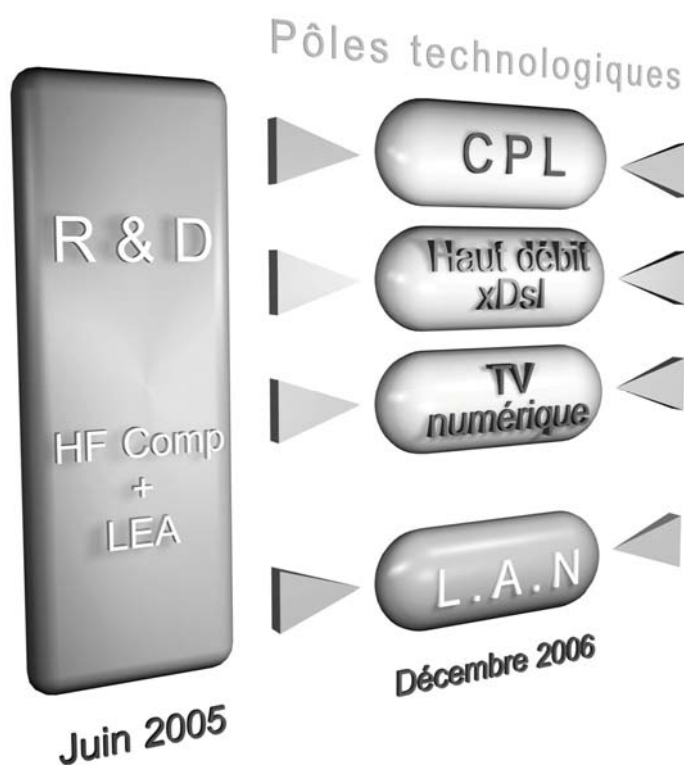 Pôles technologiques
R & D
HF Comp
+
LEA
Juin 2005
CPL
Haut débit
xDsl
TV
numérique
L.A.N
Décembre 2006